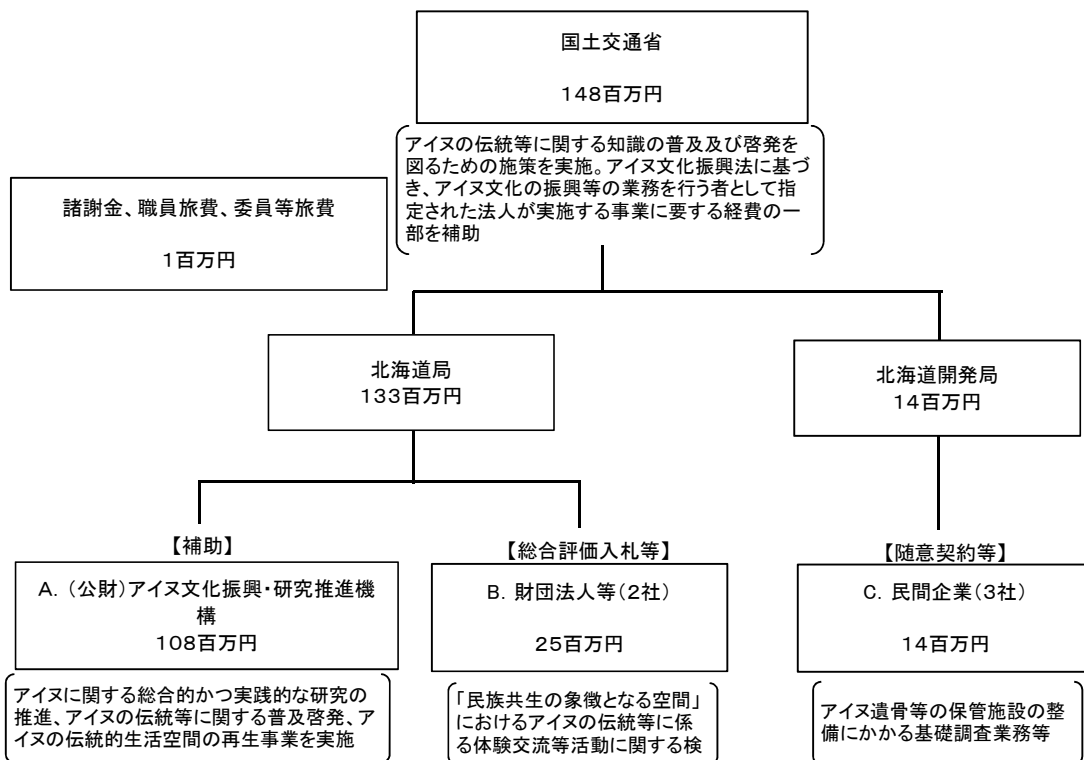 国土交通省
148百万円
アイヌの伝統等に関する知識の普及及び啓発を
図るための施策を実施。アイヌ文化振興法に基づ
き、アイヌ文化の振興等の業務を行う者として指
定された法人が実施する事業に要する経費の一
部を補助
諸謝金、職員旅費、委員等旅費
1百万円
北海道局
133百万円
北海道開発局
14百万円
【補助】
A.（公財）アイヌ文化振興・研究推進機
構
108百万円
アイヌに関する総合的かつ実践的な研究の
推進、アイヌの伝統等に関する普及啓発、ア
イヌの伝統的生活空間の再生事業を実施
【総合評価入札等】
B. 財団法人等（2社）
25百万円
「民族共生の象徴となる空間」
におけるアイヌの伝統等に係
る体験交流等活動に関する検
【随意契約等】
C. 民間企業（3社）
14百万円
アイヌ遺骨等の保管施設の整
備にかかる基礎調査業務等